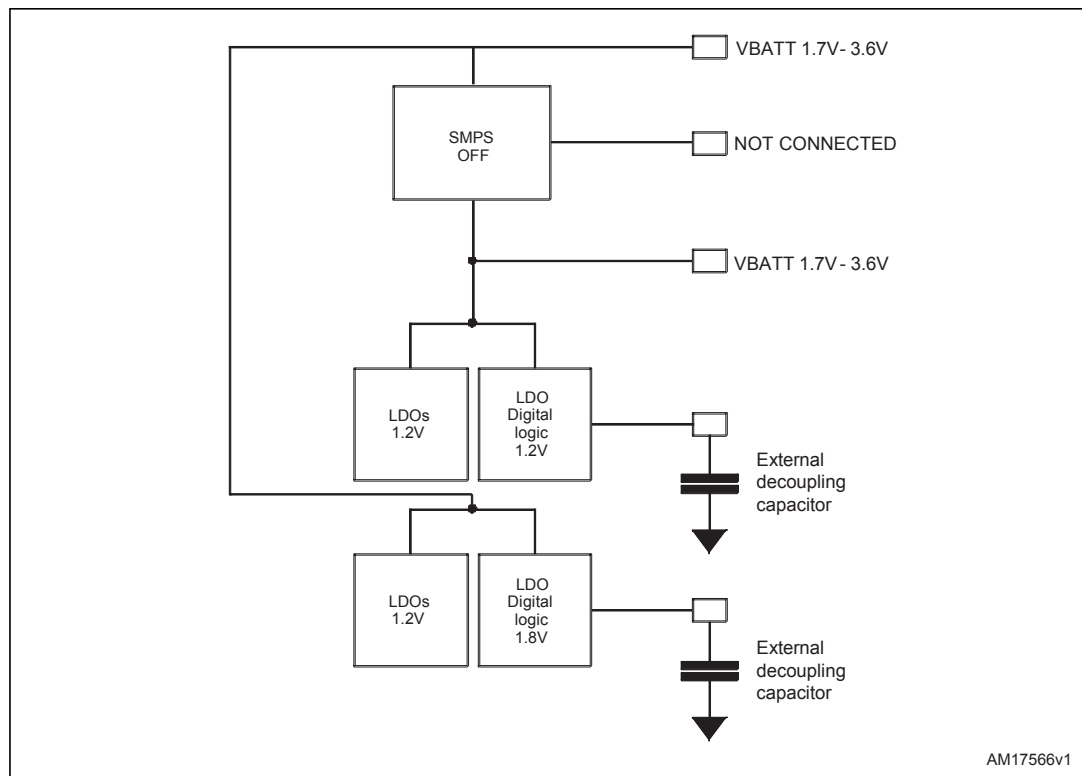 VBATT 1.7V- 3.6V
SMPS
OFF
NOT CONNECTED
VBATT 1.7V - 3.6V
LDOs
1.2V
LDO
Digital
logic
1.2V
External
decoupling
capacitor
LDOs
1.2V
LDO
Digital
logic
1.8V
External
decoupling
capacitor
AM17566v1